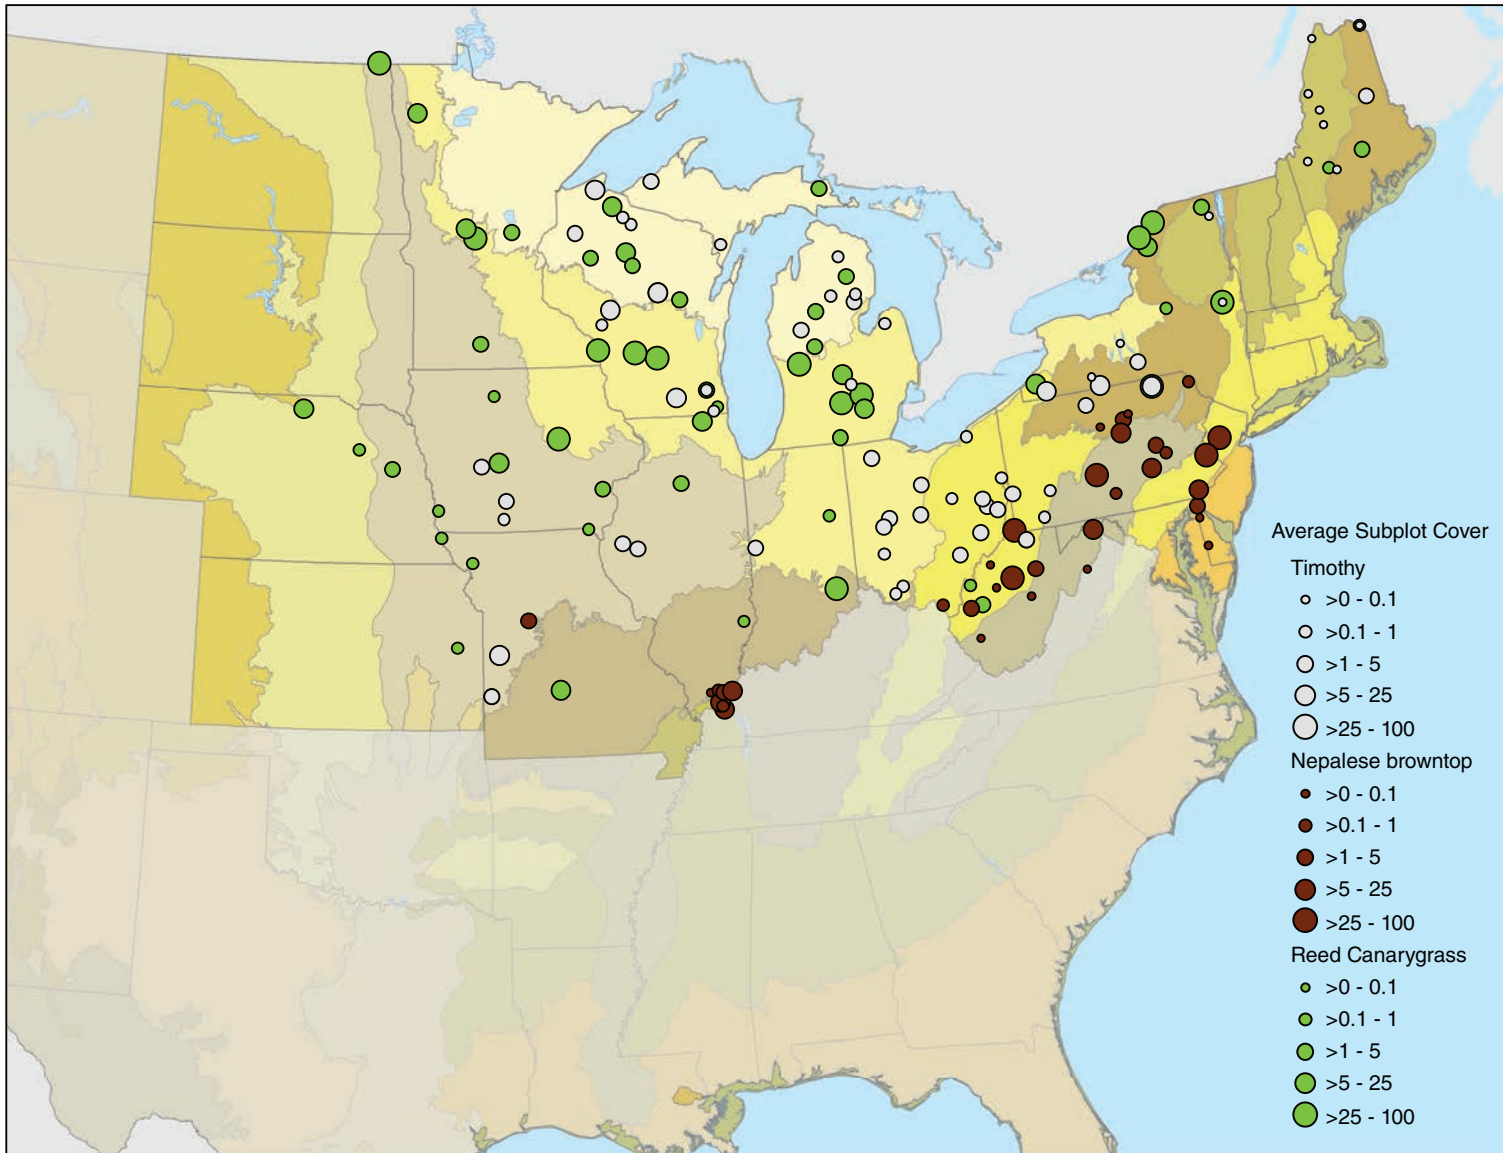 Average Subplot Cover
Timothy
>0 - 0.1
>0.1 - 1
>1 - 5
>5 - 25
>25 - 100
Nepalese browntop
>0 - 0.1
>0.1 - 1
>1 - 5
>5 - 25
>25 - 100
Reed Canarygrass
>0 - 0.1
>0.1 - 1
>1 - 5
>5 - 25
>25 - 100